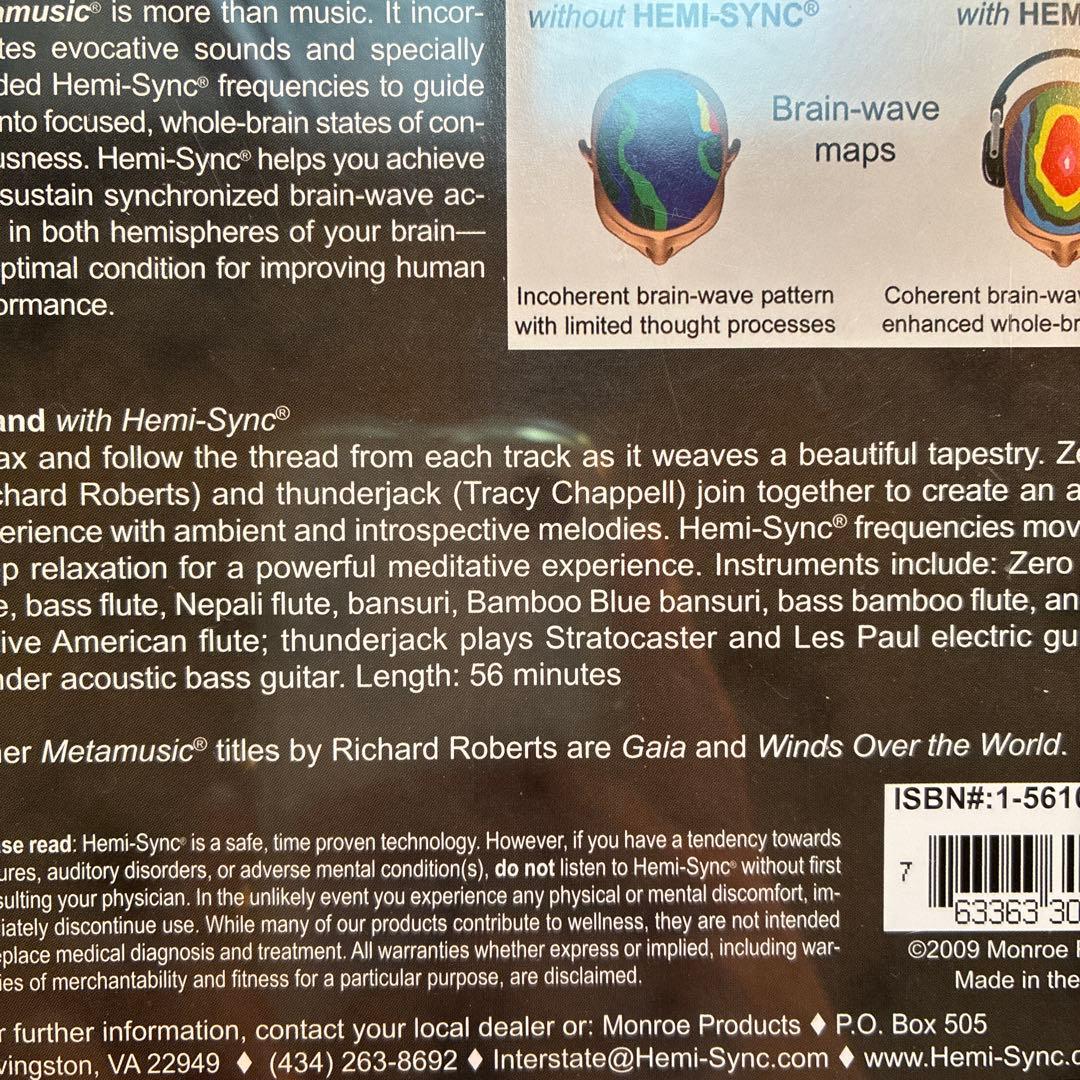 amusic® is more than music. It incor-
tes evocative sounds and specially
ded Hemi-Sync® frequencies to guide
nto focused, whole-brain states of con-
usness. Hemi-Sync® helps you achieve
sustain synchronized brain-wave ac-
in both hemispheres of your brain—
ptimal condition for improving human
ormance.
without HEMI-SYNC®
with HEM
Brain-wave
maps
Incoherent brain-wave pattern
with limited thought processes
Coherent brain-wav
enhanced whole-br
and with Hemi-Sync®
ax and follow the thread from each track as it weaves a beautiful tapestry. Ze
chard Roberts) and thunderjack (Tracy Chappell) join together to create an a
erience with ambient and introspective melodies. Hemi-Sync® frequencies mov
p relaxation for a powerful meditative experience. Instruments include: Zero
e, bass flute, Nepali flute, bansuri, Bamboo Blue bansuri, bass bamboo flute, an
ive American flute; thunderjack plays Stratocaster and Les Paul electric gu
nder acoustic bass guitar. Length: 56 minutes
er Metamusic® titles by Richard Roberts are Gaia and Winds Over the World.
ISBN#:1-5610
7 63363 30
©2009 Monroe P
Made in the
se read: Hemi-Sync® is a safe, time proven technology. However, if you have a tendency towards
ures, auditory disorders, or adverse mental condition(s), do not listen to Hemi-Sync® without first
sulting your physician. In the unlikely event you experience any physical or mental discomfort, im-
iately discontinue use. While many of our products contribute to wellness, they are not intended
eplace medical diagnosis and treatment. All warranties whether express or implied, including war-
ies of merchantability and fitness for a particular purpose, are disclaimed.
r further information, contact your local dealer or: Monroe Products ♦ P.O. Box 505
vingston, VA 22949 ♦ (434) 263-8692 ♦ Interstate@Hemi-Sync.com ♦ www.Hemi-Sync.c